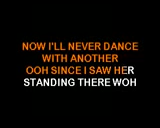 NOW I'LL NEVER DANCE
WITH ANOTHER
OOH SINCE I SAW HER
STANDING THERE WOH